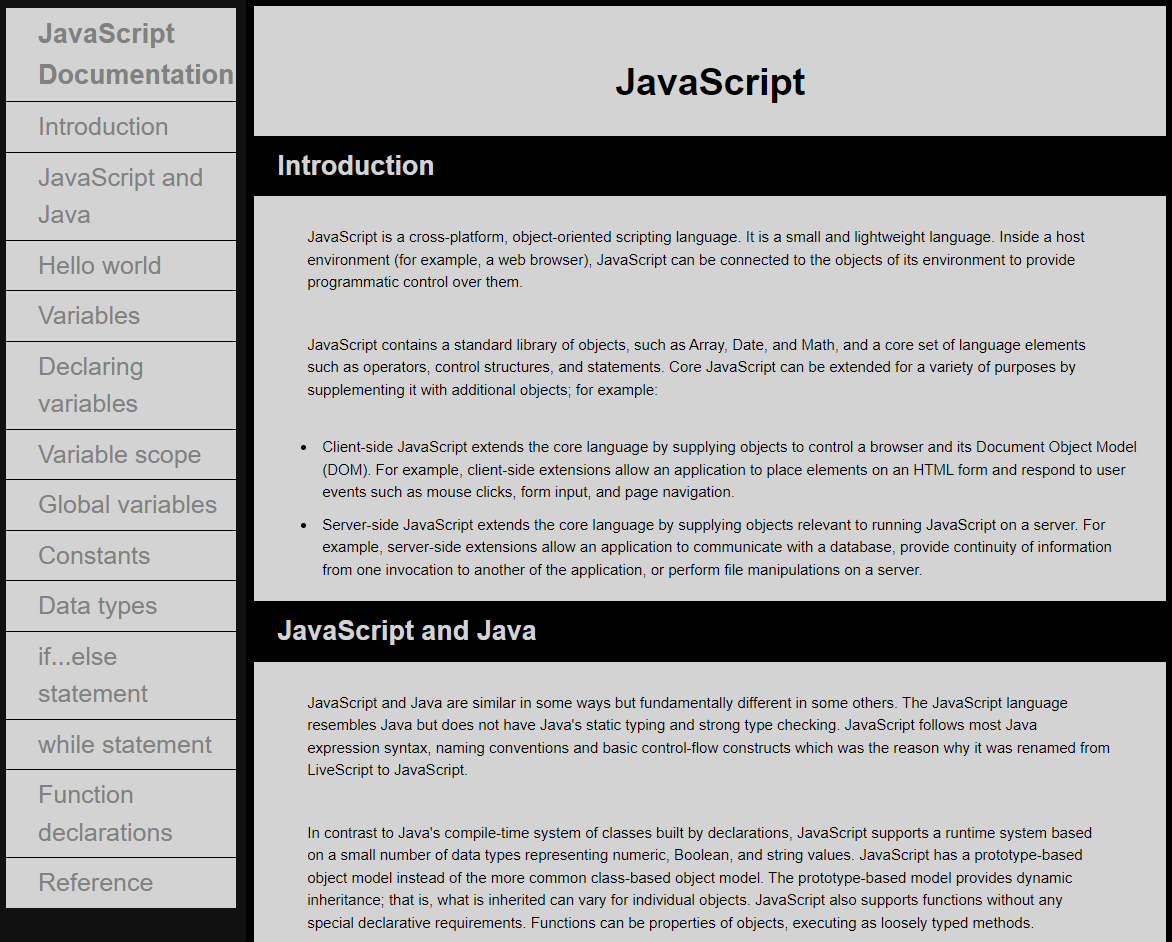 JavaScript
Documentation
Introduction
JavaScript and
Java
Hello world
Variables
Declaring
variables
Variable scope
Global variables
Constants
Data types
if...else
statement
while statement
Function
declarations
Reference
JavaScript
Introduction
JavaScript is a cross-platform, object-oriented scripting language. It is a small and lightweight language. Inside a host
environment (for example, a web browser), JavaScript can be connected to the objects of its environment to provide
programmatic control over them.
JavaScript contains a standard library of objects, such as Array, Date, and Math, and a core set of language elements
such as operators, control structures, and statements. Core JavaScript can be extended for a variety of purposes by
supplementing it with additional objects; for example:
• Client-side JavaScript extends the core language by supplying objects to control a browser and its Document Object Model
(DOM). For example, client-side extensions allow an application to place elements on an HTML form and respond to user
events such as mouse clicks, form input, and page navigation.
• Server-side JavaScript extends the core language by supplying objects relevant to running JavaScript on a server. For
example, server-side extensions allow an application to communicate with a database, provide continuity of information
from one invocation to another of the application, or perform file manipulations on a server.
JavaScript and Java
JavaScript and Java are similar in some ways but fundamentally different in some others. The JavaScript language
resembles Java but does not have Java's static typing and strong type checking. JavaScript follows most Java
expression syntax, naming conventions and basic control-flow constructs which was the reason why it was renamed from
LiveScript to JavaScript.
In contrast to Java's compile-time system of classes built by declarations, JavaScript supports a runtime system based
on a small number of data types representing numeric, Boolean, and string values. JavaScript has a prototype-based
object model instead of the more common class-based object model. The prototype-based model provides dynamic
inheritance; that is, what is inherited can vary for individual objects. JavaScript also supports functions without any
special declarative requirements. Functions can be properties of objects, executing as loosely typed methods.